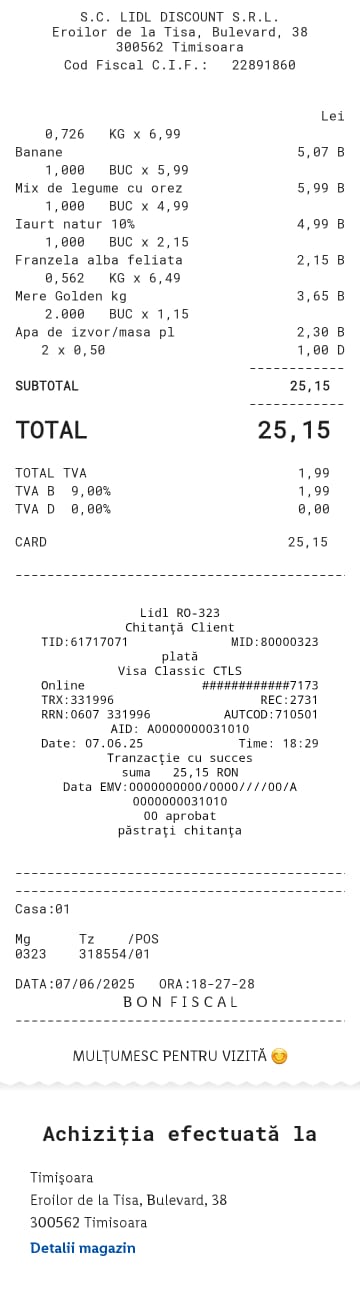 S.C. LIDL DISCOUNT S.R.L.
Eroilor de la Tisa, Bulevard, 38
300562 Timisoara
Cod Fiscal C.I.F.: 22891860
Lei
0,726 KG x 6,99
Banane 5,07 B
1,000 BUC x 5,99
Mix de legume cu orez 5,99 B
1,000 BUC x 4,99
Iaurt natur 10% 4,99 B
1,000 BUC x 2,15
Franzela alba feliata 2,15 B
0,562 KG x 6,49
Mere Golden kg 3,65 B
2.000 BUC x 1,15
Apa de izvor/masa pl 2,30 B
2 x 0,50 1,00 D
------------
SUBTOTAL 25,15
------------
TOTAL 25,15
TOTAL TVA 1,99
TVA B 9,00% 1,99
TVA D 0,00% 0,00
CARD 25,15
------------------------------------------
Lidl RO-323
Chitanţă Client
TID:61717071 MID:80000323
plată
Visa Classic CTLS
Online ############7173
TRX:331996 REC:2731
RRN:0607 331996 AUTCOD:710501
AID: A0000000031010
Date: 07.06.25 Time: 18:29
Tranzacţie cu succes
suma 25,15 RON
Data EMV:0000000000/0000////00/A
0000000031010
00 aprobat
păstraţi chitanţa
------------------------------------------
------------------------------------------
Casa:01
Mg Tz /POS
0323 318554/01
DATA:07/06/2025 ORA:18-27-28
BON FISCAL
------------------------------------------
MULȚUMESC PENTRU VIZITĂ 😊
Achiziția efectuată la
Timișoara
Eroilor de la Tisa, Bulevard, 38
300562 Timisoara
Detalii magazin